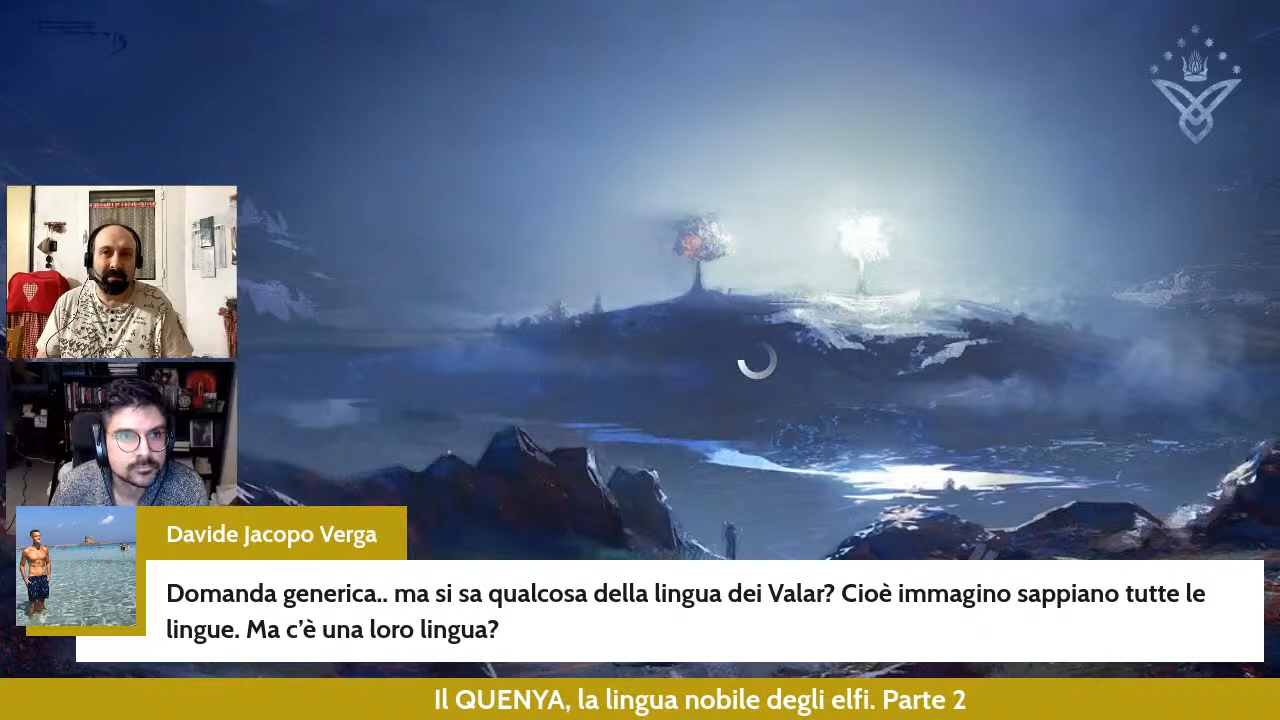 Davide Jacopo Verga
Domanda generica.. ma si sa qualcosa della lingua dei Valar? Cioè immagino sappiano tutte le
lingue. Ma c'è una loro lingua?
Il QUENYA, la lingua nobile degli elfi. Parte 2